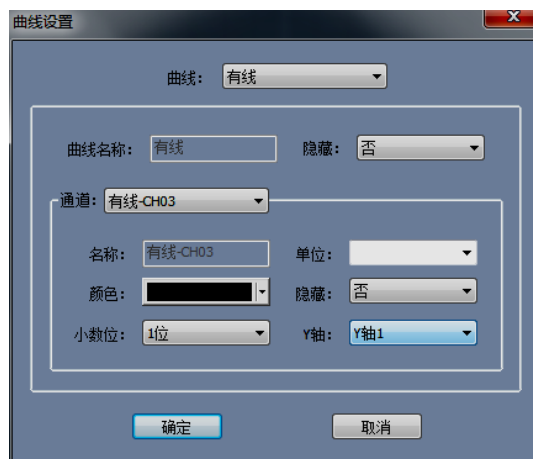 曲线设置
曲线: 有线
曲线名称: 有线 隐藏: 否
通道: 有线-CH03
名称: 有线-CH03 单位:
颜色: 隐藏: 否
小数位: 1位 Y轴: Y轴1
确定 取消